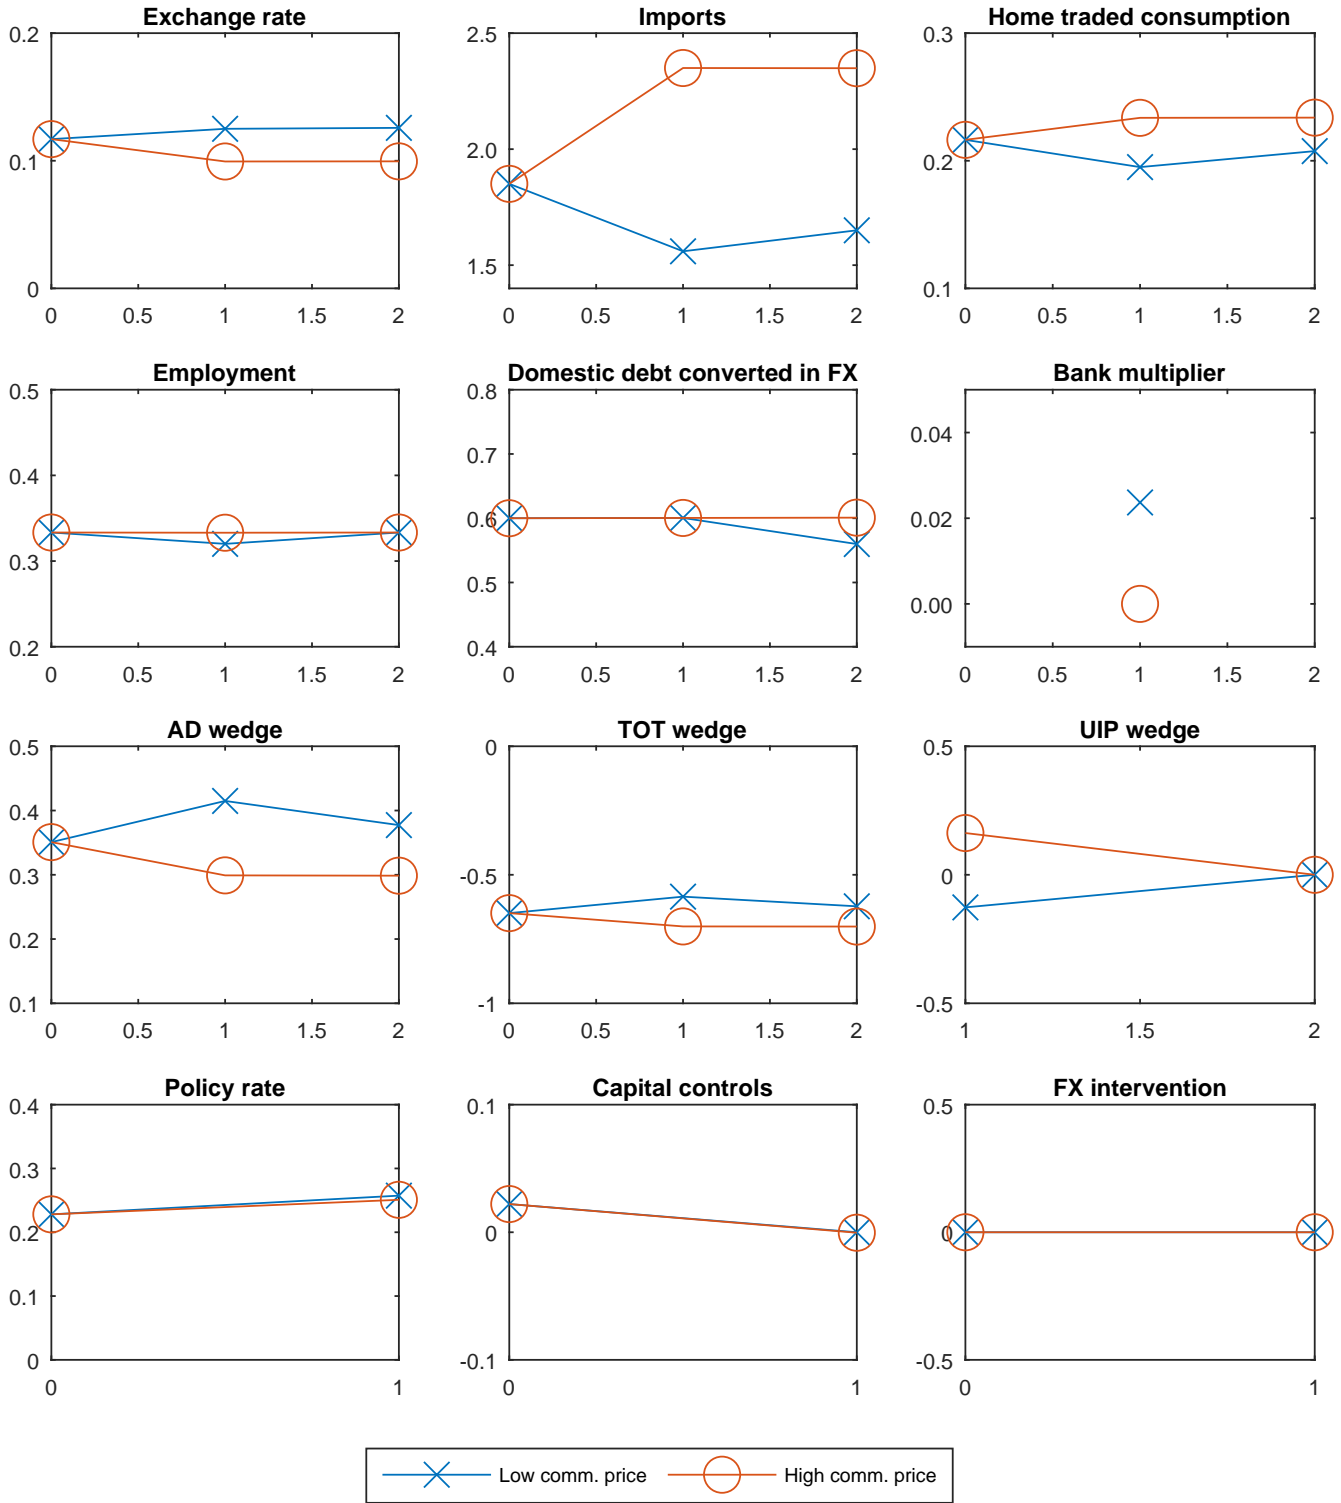 Exchange rate
Imports
Home traded consumption
0.2
0.1
0
0 0.5 1 1.5 2
2.5
2.0
1.5
0 0.5 1 1.5 2
0.3
0.2
0.1
0 0.5 1 1.5 2
Employment
Domestic debt converted in FX
Bank multiplier
0.5
0.4
0.3
0.2
0 0.5 1 1.5 2
0.8
0.7
0.6
0.5
0.4
0 0.5 1 1.5 2
0.04
0.02
0.00
0 0.5 1 1.5 2
AD wedge
TOT wedge
UIP wedge
0.5
0.4
0.3
0.2
0.1
0 0.5 1 1.5 2
0
-0.5
-1
0 0.5 1 1.5 2
0.5
0
-0.5
1 1.5 2
Policy rate
Capital controls
FX intervention
0.4
0.3
0.2
0.1
0
0 1
0.1
0
-0.1
0 1
0.5
0
-0.5
0 1
Low comm. price
High comm. price